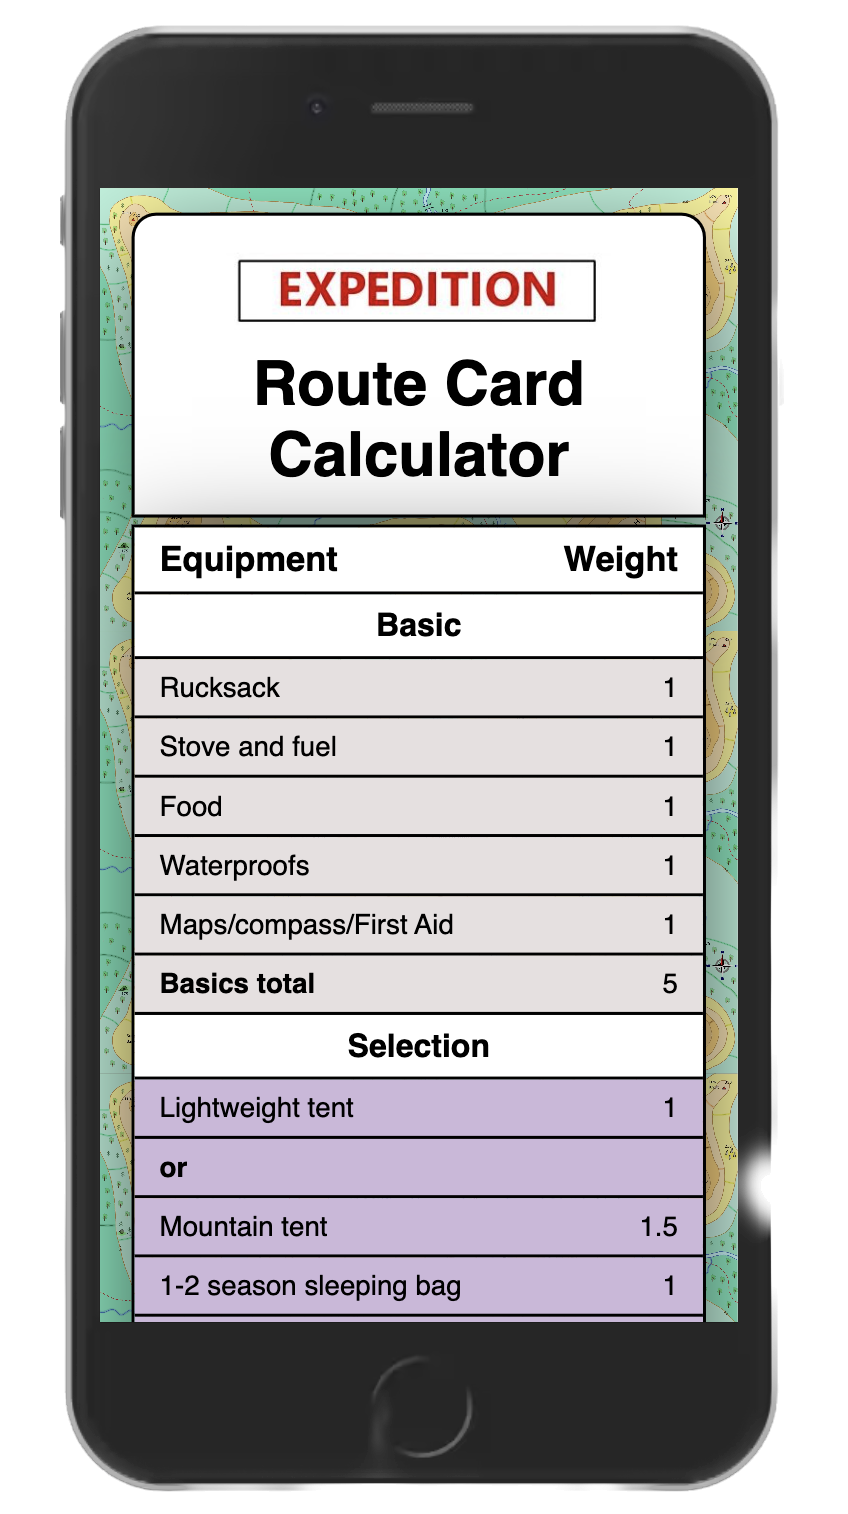 EXPEDITION
Route Card
Calculator
Equipment Weight
Basic
Rucksack 1
Stove and fuel 1
Food 1
Waterproofs 1
Maps/compass/First Aid 1
Basics total 5
Selection
Lightweight tent 1
or
Mountain tent 1.5
1-2 season sleeping bag 1